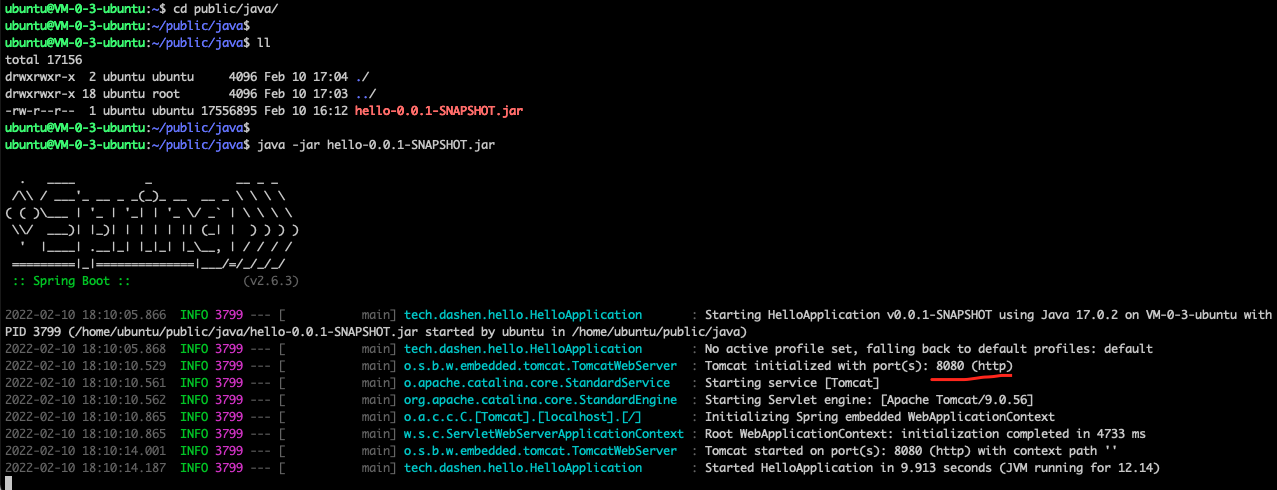 ubuntu@VM-0-3-ubuntu:~$ cd public/java/
ubuntu@VM-0-3-ubuntu:~/public/java$
ubuntu@VM-0-3-ubuntu:~/public/java$ ll
total 17156
drwxrwxr-x  2 ubuntu ubuntu     4096 Feb 10 17:04 ./
drwxrwxr-x 18 ubuntu root       4096 Feb 10 17:03 ../
-rw-r--r--  1 ubuntu ubuntu 17556895 Feb 10 16:12 hello-0.0.1-SNAPSHOT.jar
ubuntu@VM-0-3-ubuntu:~/public/java$
ubuntu@VM-0-3-ubuntu:~/public/java$ java -jar hello-0.0.1-SNAPSHOT.jar

  .   ____          _            __ _ _
 /\\ / ___'_ __ _ _(_)_ __  __ _ \ \ \ \
( ( )\___ | '_ | '_| | '_ \/ _` | \ \ \ \
 \\/  ___)| |_)| | | | | || (_| |  ) ) ) )
  '  |____| .__|_| |_|_| |_\__, | / / / /
 =========|_|==============|___/=/_/_/_/
 :: Spring Boot ::                (v2.6.3)

2022-02-10 18:10:05.866  INFO 3799 --- [           main] tech.dashen.hello.HelloApplication       : Starting HelloApplication v0.0.1-SNAPSHOT using Java 17.0.2 on VM-0-3-ubuntu with
PID 3799 (/home/ubuntu/public/java/hello-0.0.1-SNAPSHOT.jar started by ubuntu in /home/ubuntu/public/java)
2022-02-10 18:10:05.868  INFO 3799 --- [           main] tech.dashen.hello.HelloApplication       : No active profile set, falling back to default profiles: default
2022-02-10 18:10:10.529  INFO 3799 --- [           main] o.s.b.w.embedded.tomcat.TomcatWebServer  : Tomcat initialized with port(s): 8080 (http)
2022-02-10 18:10:10.561  INFO 3799 --- [           main] o.apache.catalina.core.StandardService   : Starting service [Tomcat]
2022-02-10 18:10:10.562  INFO 3799 --- [           main] org.apache.catalina.core.StandardEngine  : Starting Servlet engine: [Apache Tomcat/9.0.56]
2022-02-10 18:10:10.865  INFO 3799 --- [           main] o.a.c.c.C.[Tomcat].[localhost].[/]       : Initializing Spring embedded WebApplicationContext
2022-02-10 18:10:10.865  INFO 3799 --- [           main] w.s.c.ServletWebServerApplicationContext : Root WebApplicationContext: initialization completed in 4733 ms
2022-02-10 18:10:14.001  INFO 3799 --- [           main] o.s.b.w.embedded.tomcat.TomcatWebServer  : Tomcat started on port(s): 8080 (http) with context path ''
2022-02-10 18:10:14.187  INFO 3799 --- [           main] tech.dashen.hello.HelloApplication       : Started HelloApplication in 9.913 seconds (JVM running for 12.14)